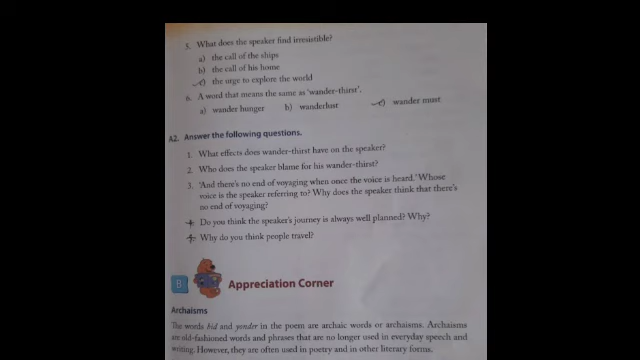 5. What does the speaker find irresistible?
a) the call of the ships
b) the call of his home
c) the urge to explore the world
6. A word that means the same as 'wander-thirst'.
a) wander hunger b) wanderlust c) wander must
A2. Answer the following questions.
1. What effects does wander-thirst have on the speaker?
2. Who does the speaker blame for his wander-thirst?
3. 'And there's no end of voyaging when once the voice is heard.' Whose
voice is the speaker referring to? Why does the speaker think that there's
no end of voyaging?
4. Do you think the speaker's journey is always well planned? Why?
5. Why do you think people travel?
B Appreciation Corner
Archaisms
The words bid and yonder in the poem are archaic words or archaisms. Archaisms
are old-fashioned words and phrases that are no longer used in everyday speech and
writing. However, they are often used in poetry and in other literary forms.